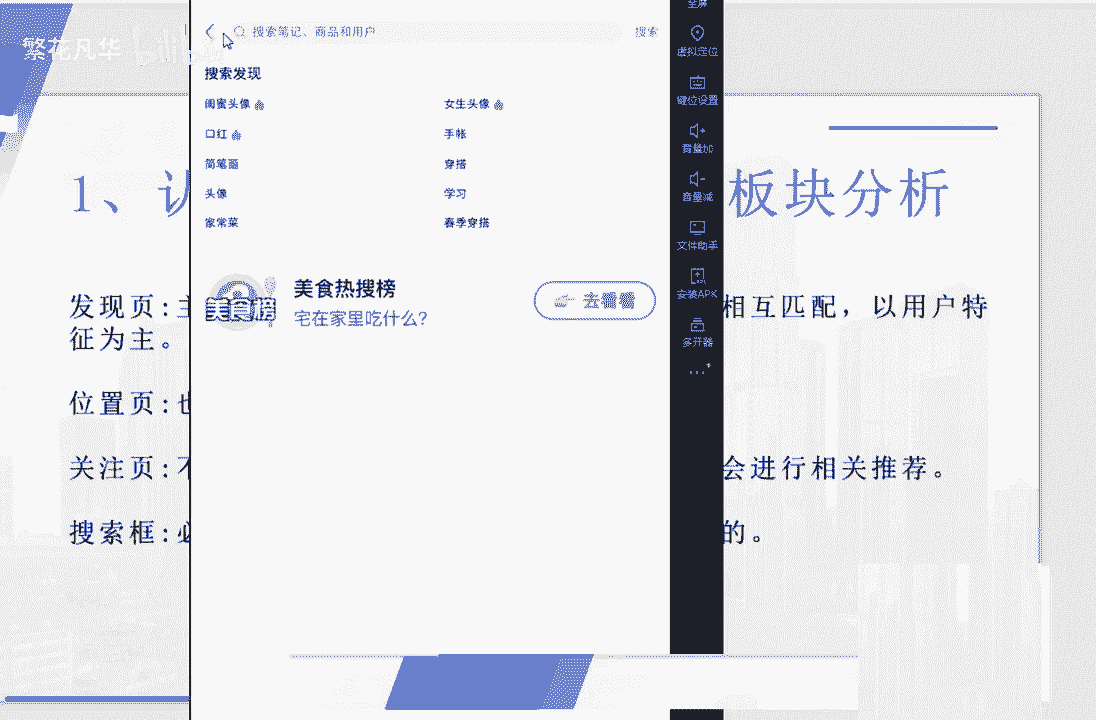 全屏
繁花凡华 bilibili
搜索笔记、商品和用户
搜索
虚拟定位
搜索发现
闺蜜头像
女生头像
键位设置
口红
手帐
音量加
简笔画
穿搭
头像
学习
音量减
1、认
板块分析
家常菜
春季穿搭
文件助手
美食热搜榜
安装APK
美食榜
去看看
发现页:主
相互匹配，以用户特
宅在家里吃什么?
征为主。
多开器
位置页:也
关注页:不
会进行相关推荐。
搜索框:必
的。